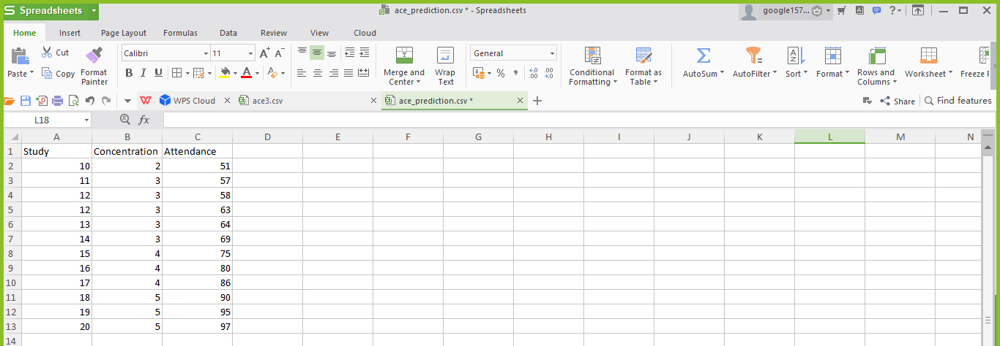 S Spreadsheets ace_prediction.csv * - Spreadsheets google157...
Home Insert Page Layout Formulas Data Review View Cloud
Paste Cut Copy Format Painter Calibri 11 B I U A A A A Merge and Center Wrap Text General % , Conditional Formatting Format as Table AutoSum AutoFilter Sort Format Rows and Columns Worksheet Freeze F
WPS Cloud ace3.csv ace_prediction.csv * Share Find features
L18 fx
A B C D E F G H I J K L M N
1 Study Concentration Attendance
2 10 2 51
3 11 3 57
4 12 3 58
5 12 3 63
6 13 3 64
7 14 3 69
8 15 4 75
9 16 4 80
10 17 4 86
11 18 5 90
12 19 5 95
13 20 5 97
14